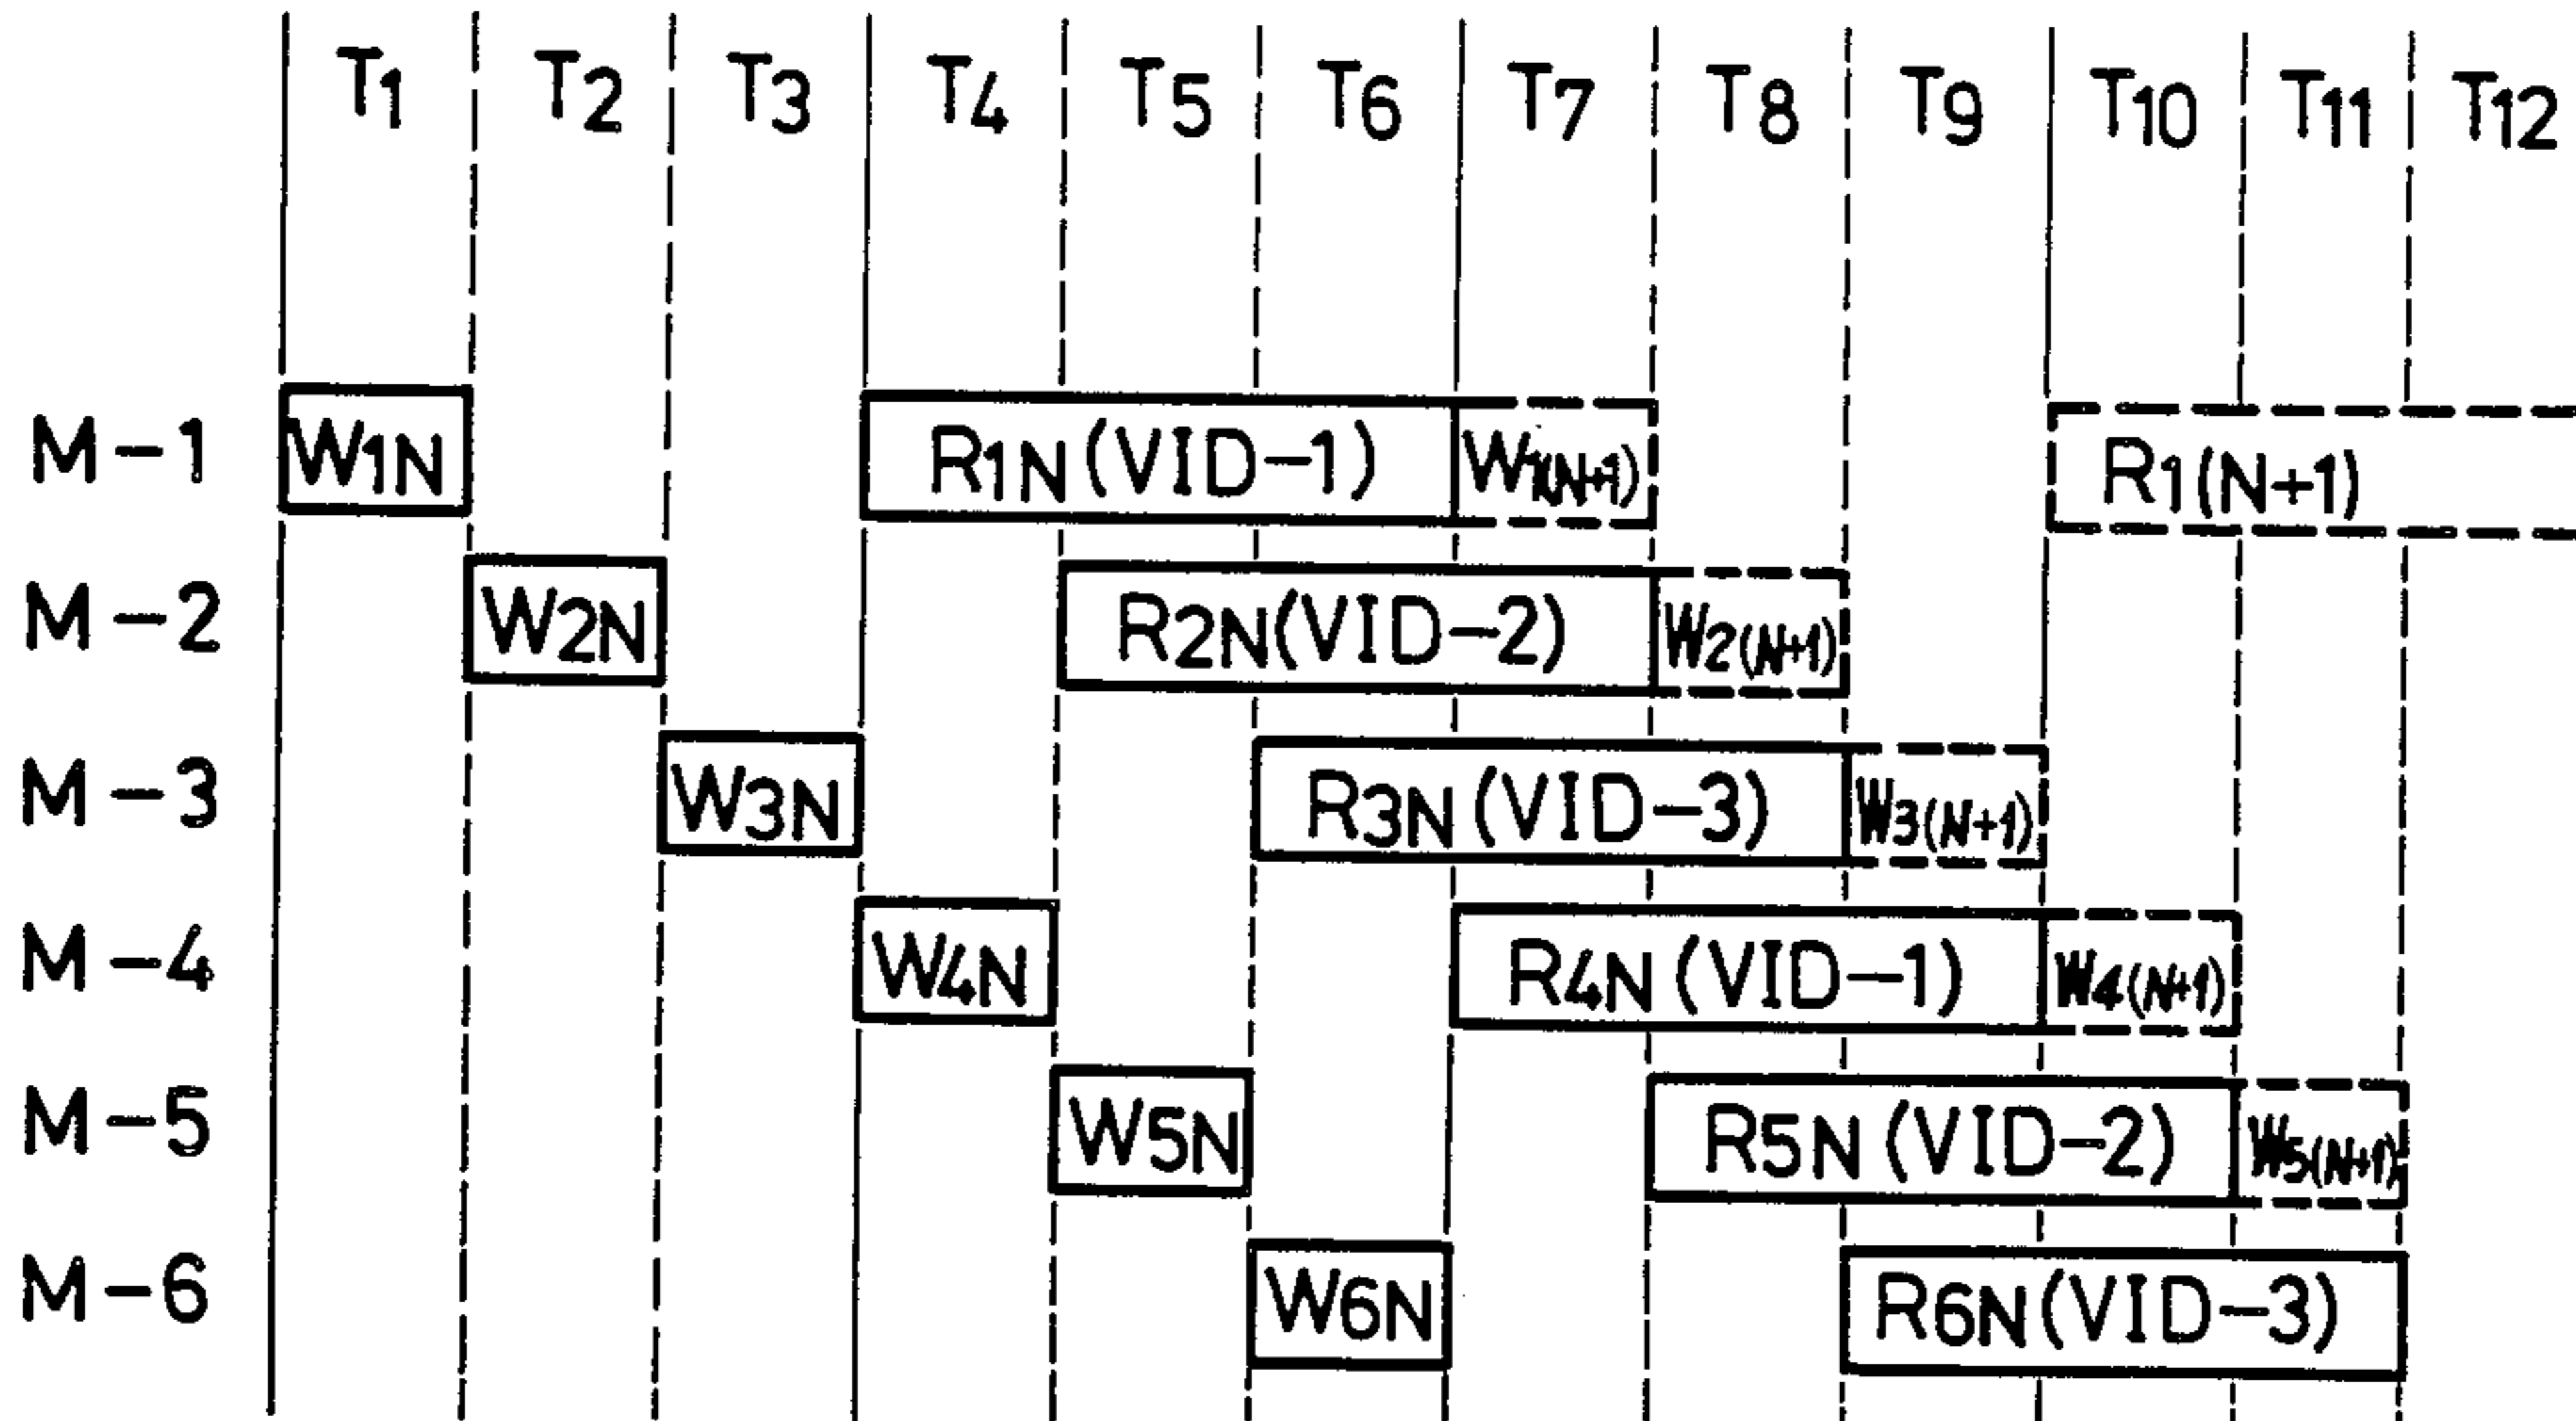 T1 T2 T3 T4 T5 T6 T7 T8 T9 T10 T11 T12
M-1 W1N R1N (VID-1) W1(N+1) R1(N+1)
M-2 W2N R2N(VID-2) W2(N+1)
M-3 W3N R3N (VID-3) W3(N+1)
M-4 W4N R4N (VID-1) W4(N+1)
M-5 W5N R5N (VID-2) W5(N+1)
M-6 W6N R6N(VID-3)